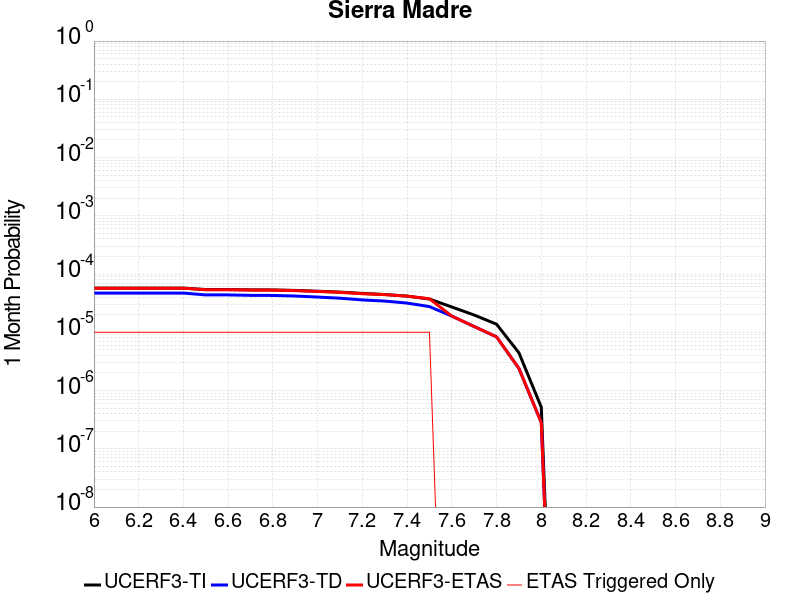 Sierra Madre
10^0
10^-1
10^-2
10^-3
10^-4
10^-5
10^-6
10^-7
10^-8
1 Month Probability
6 6.2 6.4 6.6 6.8 7 7.2 7.4 7.6 7.8 8 8.2 8.4 8.6 8.8 9
Magnitude
UCERF3-TI UCERF3-TD UCERF3-ETAS ETAS Triggered Only